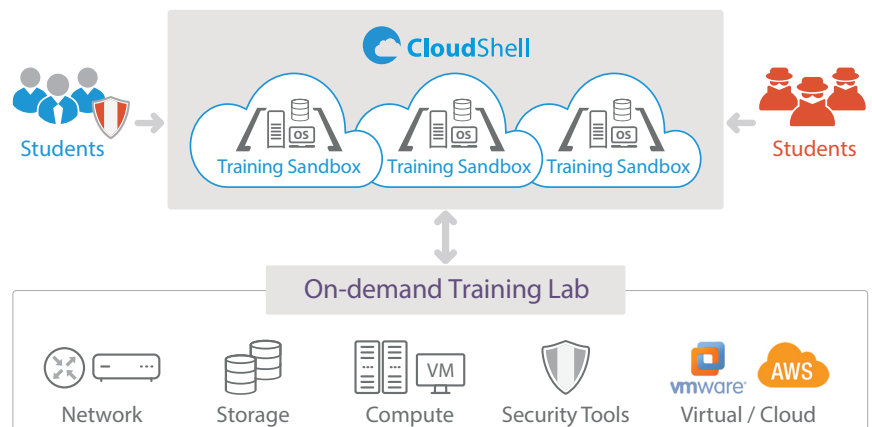 CloudShell
OS
OS
OS
Training Sandbox
Training Sandbox
Training Sandbox
Students
Students
On-demand Training Lab
VM
vmware
AWS
Network
Storage
Compute
Security Tools
Virtual / Cloud